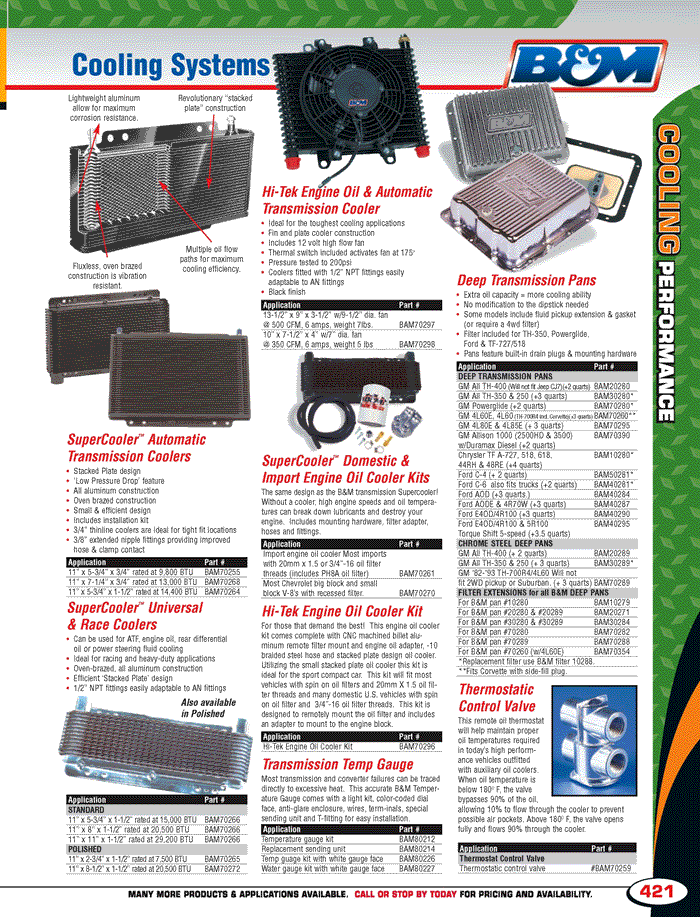 Cooling Systems
B&M
Lightweight aluminum
allow for maximum
corrosion resistance.
Revolutionary “stacked
plate” construction
Fluxless, oven brazed
construction is vibration
resistant.
Multiple oil flow
paths for maximum
cooling efficiency.
SuperCooler™ Automatic
Transmission Coolers
• Stacked Plate design
• ‘Low Pressure Drop’ feature
• All aluminum construction
• Oven brazed construction
• Small & efficient design
• Includes installation kit
• 3/4" thinline coolers are ideal for tight fit locations
• 3/8" extended nipple fittings providing improved
hose & clamp contact
Application Part #
11" x 5-3/4" x 3/4" rated at 9,800 BTU BAM70255
11" x 7-1/4" x 3/4" rated at 13,000 BTU BAM70268
11" x 5-3/4" x 1-1/2" rated at 14,400 BTU BAM70264
SuperCooler™ Universal
& Race Coolers
• Can be used for ATF, engine oil, rear differential
oil or power steering fluid cooling
• Ideal for racing and heavy-duty applications
• Oven-brazed, all aluminum construction
• Efficient ‘Stacked Plate’ design
• 1/2" NPT fittings easily adaptable to AN fittings
Also available
in Polished
Application Part #
STANDARD
11" x 5-3/4" x 1-1/2" rated at 15,000 BTU BAM70266
11" x 8" x 1-1/2" rated at 20,500 BTU BAM70266
11" x 11" x 1-1/2" rated at 29,200 BTU BAM70266
POLISHED
11" x 2-3/4" x 1-1/2" rated at 7,500 BTU BAM70265
11" x 8-1/2" x 1-1/2" rated at 20,500 BTU BAM70272
B&M
Hi-Tek Engine Oil & Automatic
Transmission Cooler
• Ideal for the toughest cooling applications
• Fin and plate cooler construction
• Includes 12 volt high flow fan
• Thermal switch included activates fan at 175°
• Pressure tested to 200psi
• Coolers fitted with 1/2" NPT fittings easily
adaptable to AN fittings
• Black finish
Application Part #
13-1/2" x 9" x 3-1/2" w/9-1/2" dia. fan
@ 500 CFM, 6 amps, weight 7lbs. BAM70297
10" x 7-1/2" x 4" w/7" dia. fan
@ 350 CFM, 6 amps, weight 5 lbs BAM70298
SuperCooler™ Domestic &
Import Engine Oil Cooler Kits
The same design as the B&M transmission Supercooler!
Without a cooler, high engine speeds and oil tempera-
tures can break down lubricants and destroy your
engine. Includes mounting hardware, filter adapter,
hoses and fittings.
Application Part #
Import engine oil cooler Most imports
with 20mm x 1.5 or 3/4"-16 oil filter
threads (includes PH8A oil filter) BAM70261
Most Chevrolet big block and small
block V-8's with recessed filter. BAM70270
Hi-Tek Engine Oil Cooler Kit
For those that demand the best! This engine oil cooler
kit comes complete with CNC machined billet alu-
minum remote filter mount and engine oil adapter, -10
braided steel hose and stacked plate design oil cooler.
Utilizing the small stacked plate oil cooler this kit is
ideal for the sport compact car. This kit will fit most
vehicles with spin on oil filters and 20mm X 1.5 oil fil-
ter threads and many domestic U.S. vehicles with spin
on oil filter and 3/4"-16 oil filter threads. This kit is
designed to remotely mount the oil filter and includes
an adapter to mount to the engine block.
Application Part #
Hi-Tek Engine Oil Cooler Kit BAM70296
Transmission Temp Gauge
Most transmission and converter failures can be traced
directly to excessive heat. This accurate B&M Temper-
ature Gauge comes with a light kit, color-coded dial
face, anti-glare enclosure, wires, term-inals, special
sending unit and T-fitting for easy installation.
Application Part #
Temperature gauge kit BAM80212
Replacement sending unit BAM80214
Temp guage kit with white gauge face BAM80226
Water gauge kit with white gauge face BAM80227
Deep Transmission Pans
• Extra oil capacity = more cooling ability
• No modification to the dipstick needed
• Some models include fluid pickup extension & gasket
(or require a 4wd filter)
• Filter Included for TH-350, Powerglide,
Ford & TF-727/518
• Pans feature built-in drain plugs & mounting hardware
Application Part #
DEEP TRANSMISSION PANS
GM All TH-400 (Will not fit Jeep CJ7)(+2 quarts) BAM20280
GM All TH-350 & 250 (+3 quarts) BAM30280*
GM Powerglide (+2 quarts) BAM70280*
GM 4L60E, 4L60 (TH-700R4 incl. Corvette)(+3 quarts) BAM70260**
GM 4L80E & 4L85E (+ 3 quarts) BAM70295
GM Allison 1000 (2500HD & 3500) BAM70390
w/Duramax Diesel (+2 quarts)
Chrysler TF A-727, 518, 618, BAM10280*
44RH & 48RE (+4 quarts)
Ford C-4 (+ 2 quarts) BAM50281*
Ford C-6 also fits trucks (+2 quarts) BAM40281*
Ford AOD (+3 quarts.) BAM40284
Ford AODE & 4R70W (+3 quarts) BAM40287
Ford E4OD/4R100 (+3 quarts) BAM40290
Ford E4OD/4R100 & 5R100 BAM40295
Torque Shift 5-speed (+3.5 quarts)
CHROME STEEL DEEP PANS
GM All TH-400 (+ 2 quarts) BAM20289
GM All TH-350 & 250 (+ 3 quarts) BAM30289*
GM '82-'93 TH-700R4/4L60 Will not
fit 2WD pickup or Suburban. (+ 3 quarts) BAM70289
FILTER EXTENSIONS for all B&M DEEP PANS
For B&M pan #10280 BAM10279
For B&M pan #20280 & #20289 BAM20271
For B&M pan #30280 & #30289 BAM30284
For B&M pan #70280 BAM70282
For B&M pan #70289 BAM70288
For B&M pan #70260 (w/4L60E) BAM70354
*Replacement filter use B&M filter 10288.
**Fits Corvette with side-fill plug.
Thermostatic
Control Valve
This remote oil thermostat
will help maintain proper
oil temperatures required
in today's high perform-
ance vehicles outfitted
with auxiliary oil coolers.
When oil temperature is
below 180° F, the valve
bypasses 90% of the oil,
allowing 10% to flow through the cooler to prevent
possible air pockets. Above 180° F, the valve opens
fully and flows 90% through the cooler.
Application Part #
Thermostat Control Valve
Thermostatic control valve #BAM70259
COOLING PERFORMANCE
MANY MORE PRODUCTS & APPLICATIONS AVAILABLE. CALL OR STOP BY TODAY FOR PRICING AND AVAILABILITY.
421